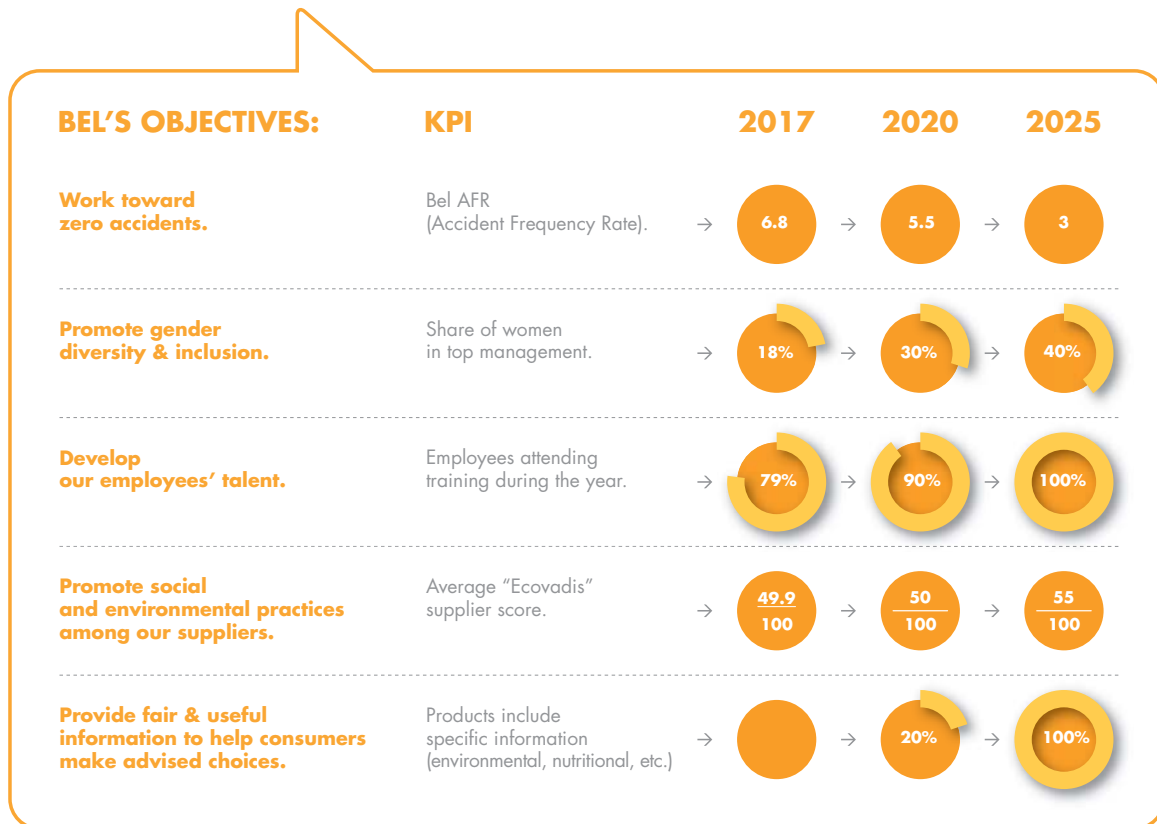 BEL'S OBJECTIVES: KPI 2017 2020 2025
Work toward
zero accidents.
Bel AFR
(Accident Frequency Rate).
→ 6.8 → 5.5 → 3
Promote gender
diversity & inclusion.
Share of women
in top management.
→ 18% → 30% → 40%
Develop
our employees’ talent.
Employees attending
training during the year.
→ 79% → 90% → 100%
Promote social
and environmental practices
among our suppliers.
Average “Ecovadis”
supplier score.
→ 49.9/100 → 50/100 → 55/100
Provide fair & useful
information to help consumers
make advised choices.
Products include
specific information
(environmental, nutritional, etc.)
→ → 20% → 100%